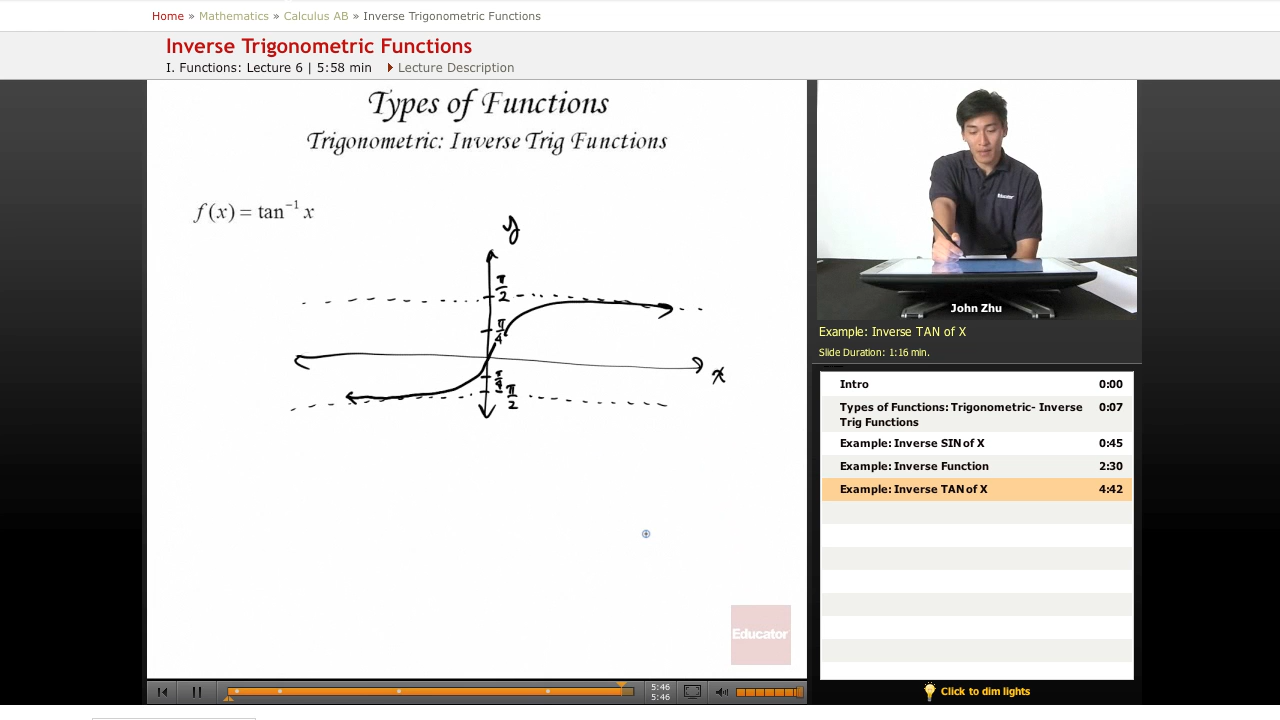 Home » Mathematics » Calculus AB » Inverse Trigonometric Functions
Inverse Trigonometric Functions
I. Functions: Lecture 6 | 5:58 min Lecture Description
Types of Functions
Trigonometric: Inverse Trig Functions
f(x) = tan⁻¹ x
y
π/2
π/4
x
π/4
π/2
Educator
5:46
5:46
Educator
John Zhu
Example: Inverse TAN of X
Slide Duration: 1:16 min.
Intro 0:00
Types of Functions: Trigonometric- Inverse 0:07
Trig Functions
Example: Inverse SIN of X 0:45
Example: Inverse Function 2:30
Example: Inverse TAN of X 4:42
Click to dim lights